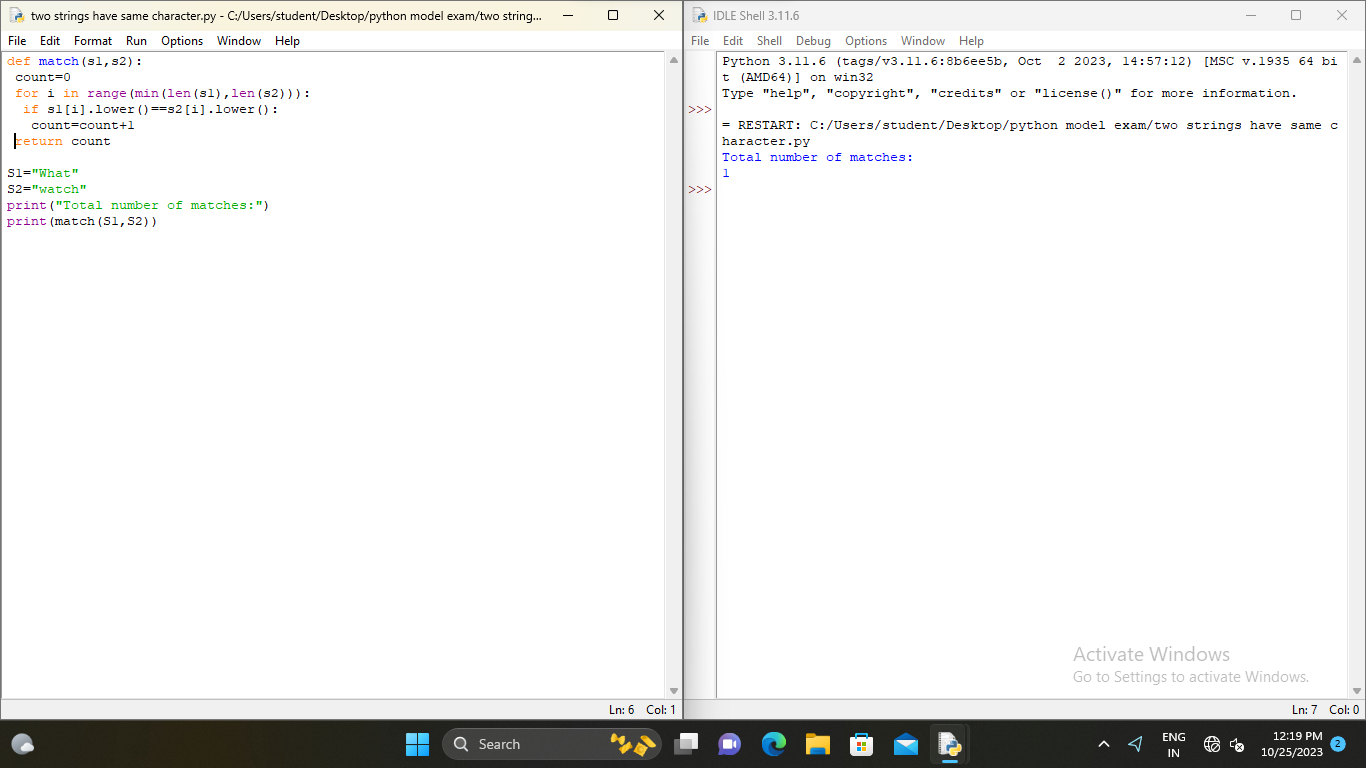 two strings have same character.py - C:/Users/student/Desktop/python model exam/two string...
File Edit Format Run Options Window Help
def match(s1,s2):
 count=0
 for i in range(min(len(s1),len(s2))):
  if s1[i].lower()==s2[i].lower():
   count=count+1
 return count

S1="What"
S2="watch"
print("Total number of matches:")
print(match(S1,S2))
Ln: 6 Col: 1
IDLE Shell 3.11.6
File Edit Shell Debug Options Window Help
Python 3.11.6 (tags/v3.11.6:8b6ee5b, Oct  2 2023, 14:57:12) [MSC v.1935 64 bi
t (AMD64)] on win32
Type "help", "copyright", "credits" or "license()" for more information.
>>>
= RESTART: C:/Users/student/Desktop/python model exam/two strings have same c
haracter.py
Total number of matches:
1
>>>
Activate Windows
Go to Settings to activate Windows.
Ln: 7 Col: 0
Search
ENG
IN
12:19 PM
10/25/2023
2